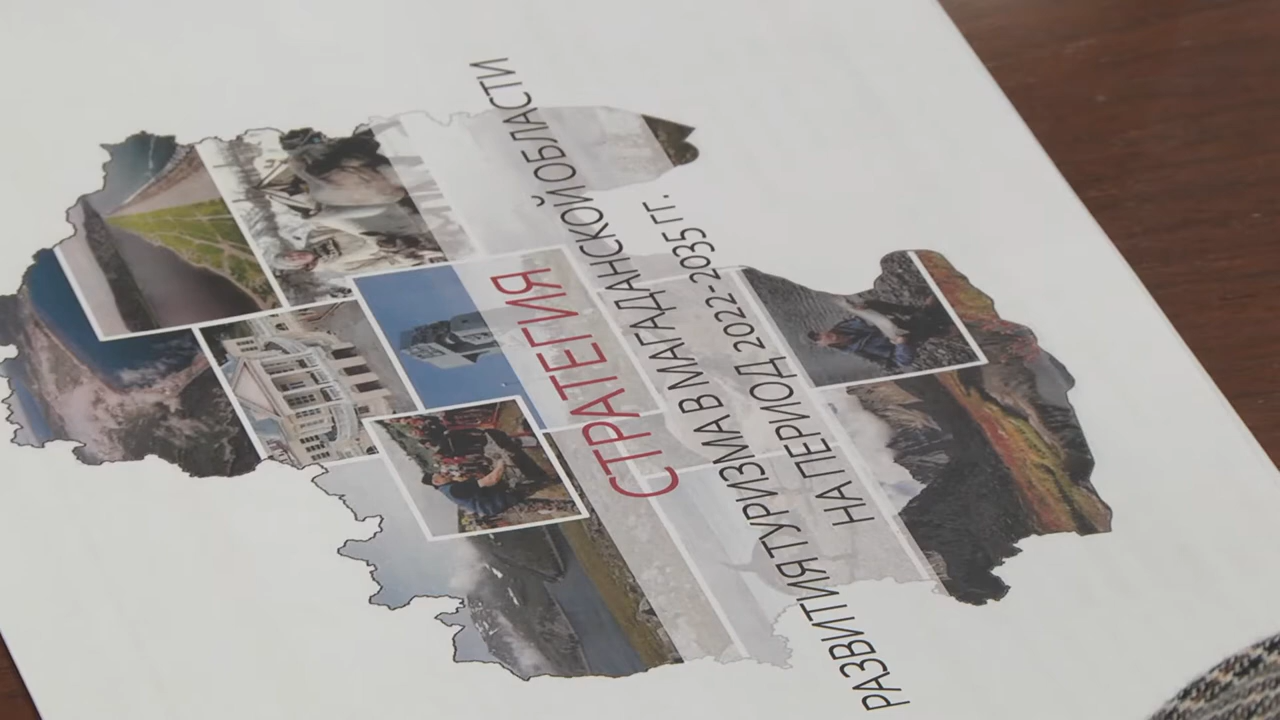 СТРАТЕГИЯ
РАЗВИТИЯ ТУРИЗМА В МАГАДАНСКОЙ ОБЛАСТИ
НА ПЕРИОД 2022-2035 ГГ.